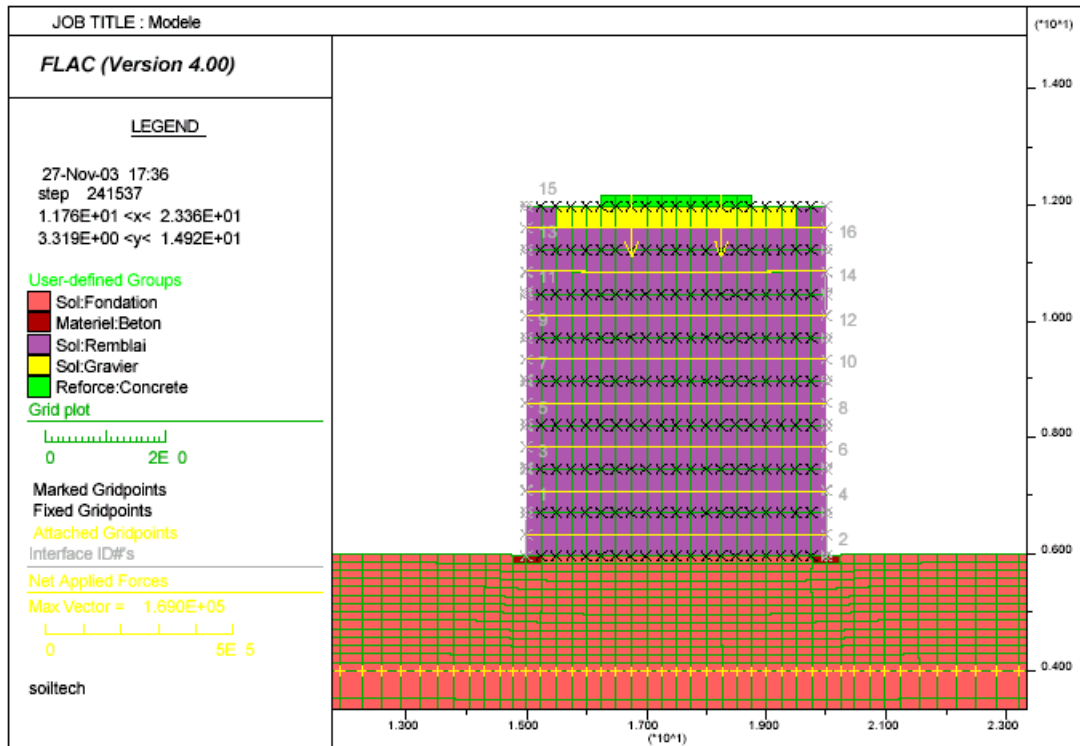 JOB TITLE : Modele
(*10^1)
FLAC (Version 4.00)
LEGEND
27-Nov-03 17:36
step 241537
1.176E+01 <x< 2.336E+01
3.319E+00 <y< 1.492E+01
User-defined Groups
Sol:Fondation
Materiel:Beton
Sol:Remblai
Sol:Gravier
Reforce:Concrete
Grid plot
0 2E 0
Marked Gridpoints
Fixed Gridpoints
Attached Gridpoints
Interface ID#'s
Net Applied Forces
Max Vector = 1.690E+05
0 5E 5
soiltech
15
13 16
11 14
9 12
7 10
5 8
3 6
1 4
2
1.400
1.200
1.000
0.800
0.600
0.400
1.300 1.500 1.700 1.900 2.100 2.300
(*10^1)